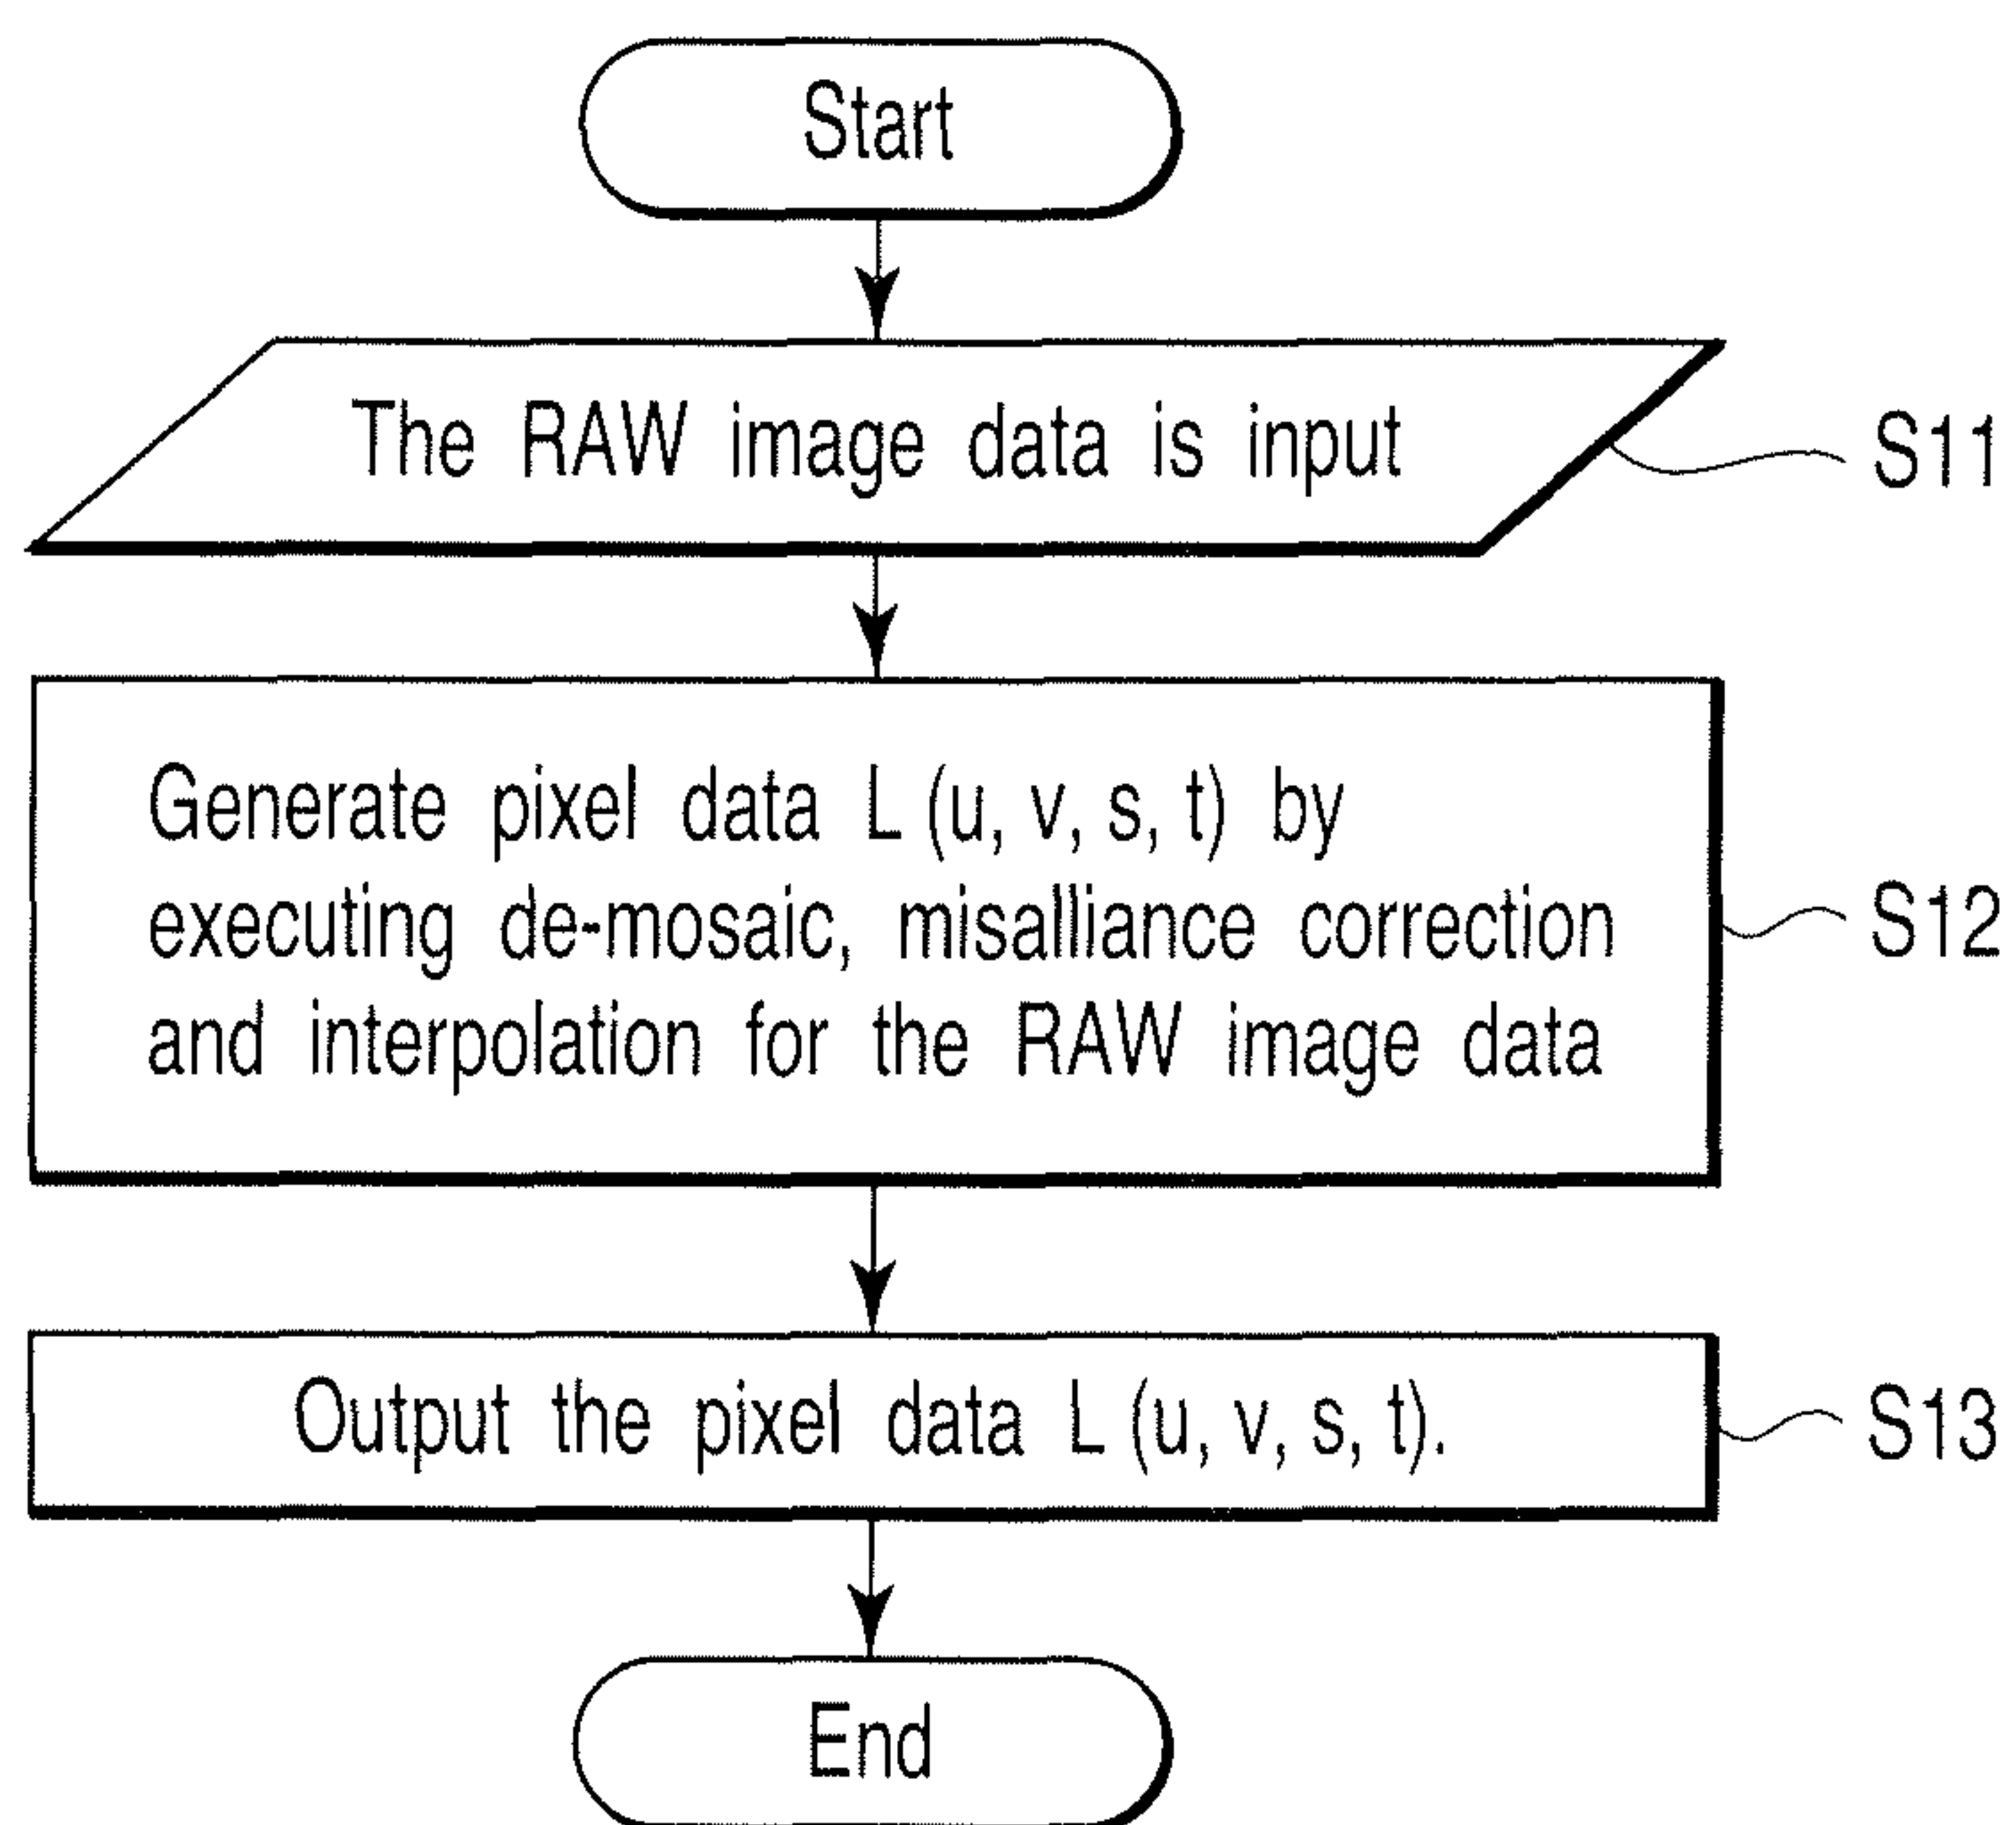 Start
The RAW image data is input
S11
Generate pixel data L (u, v, s, t) by
executing de-mosaic, misalliance correction
and interpolation for the RAW image data
S12
Output the pixel data L (u, v, s, t).
S13
End